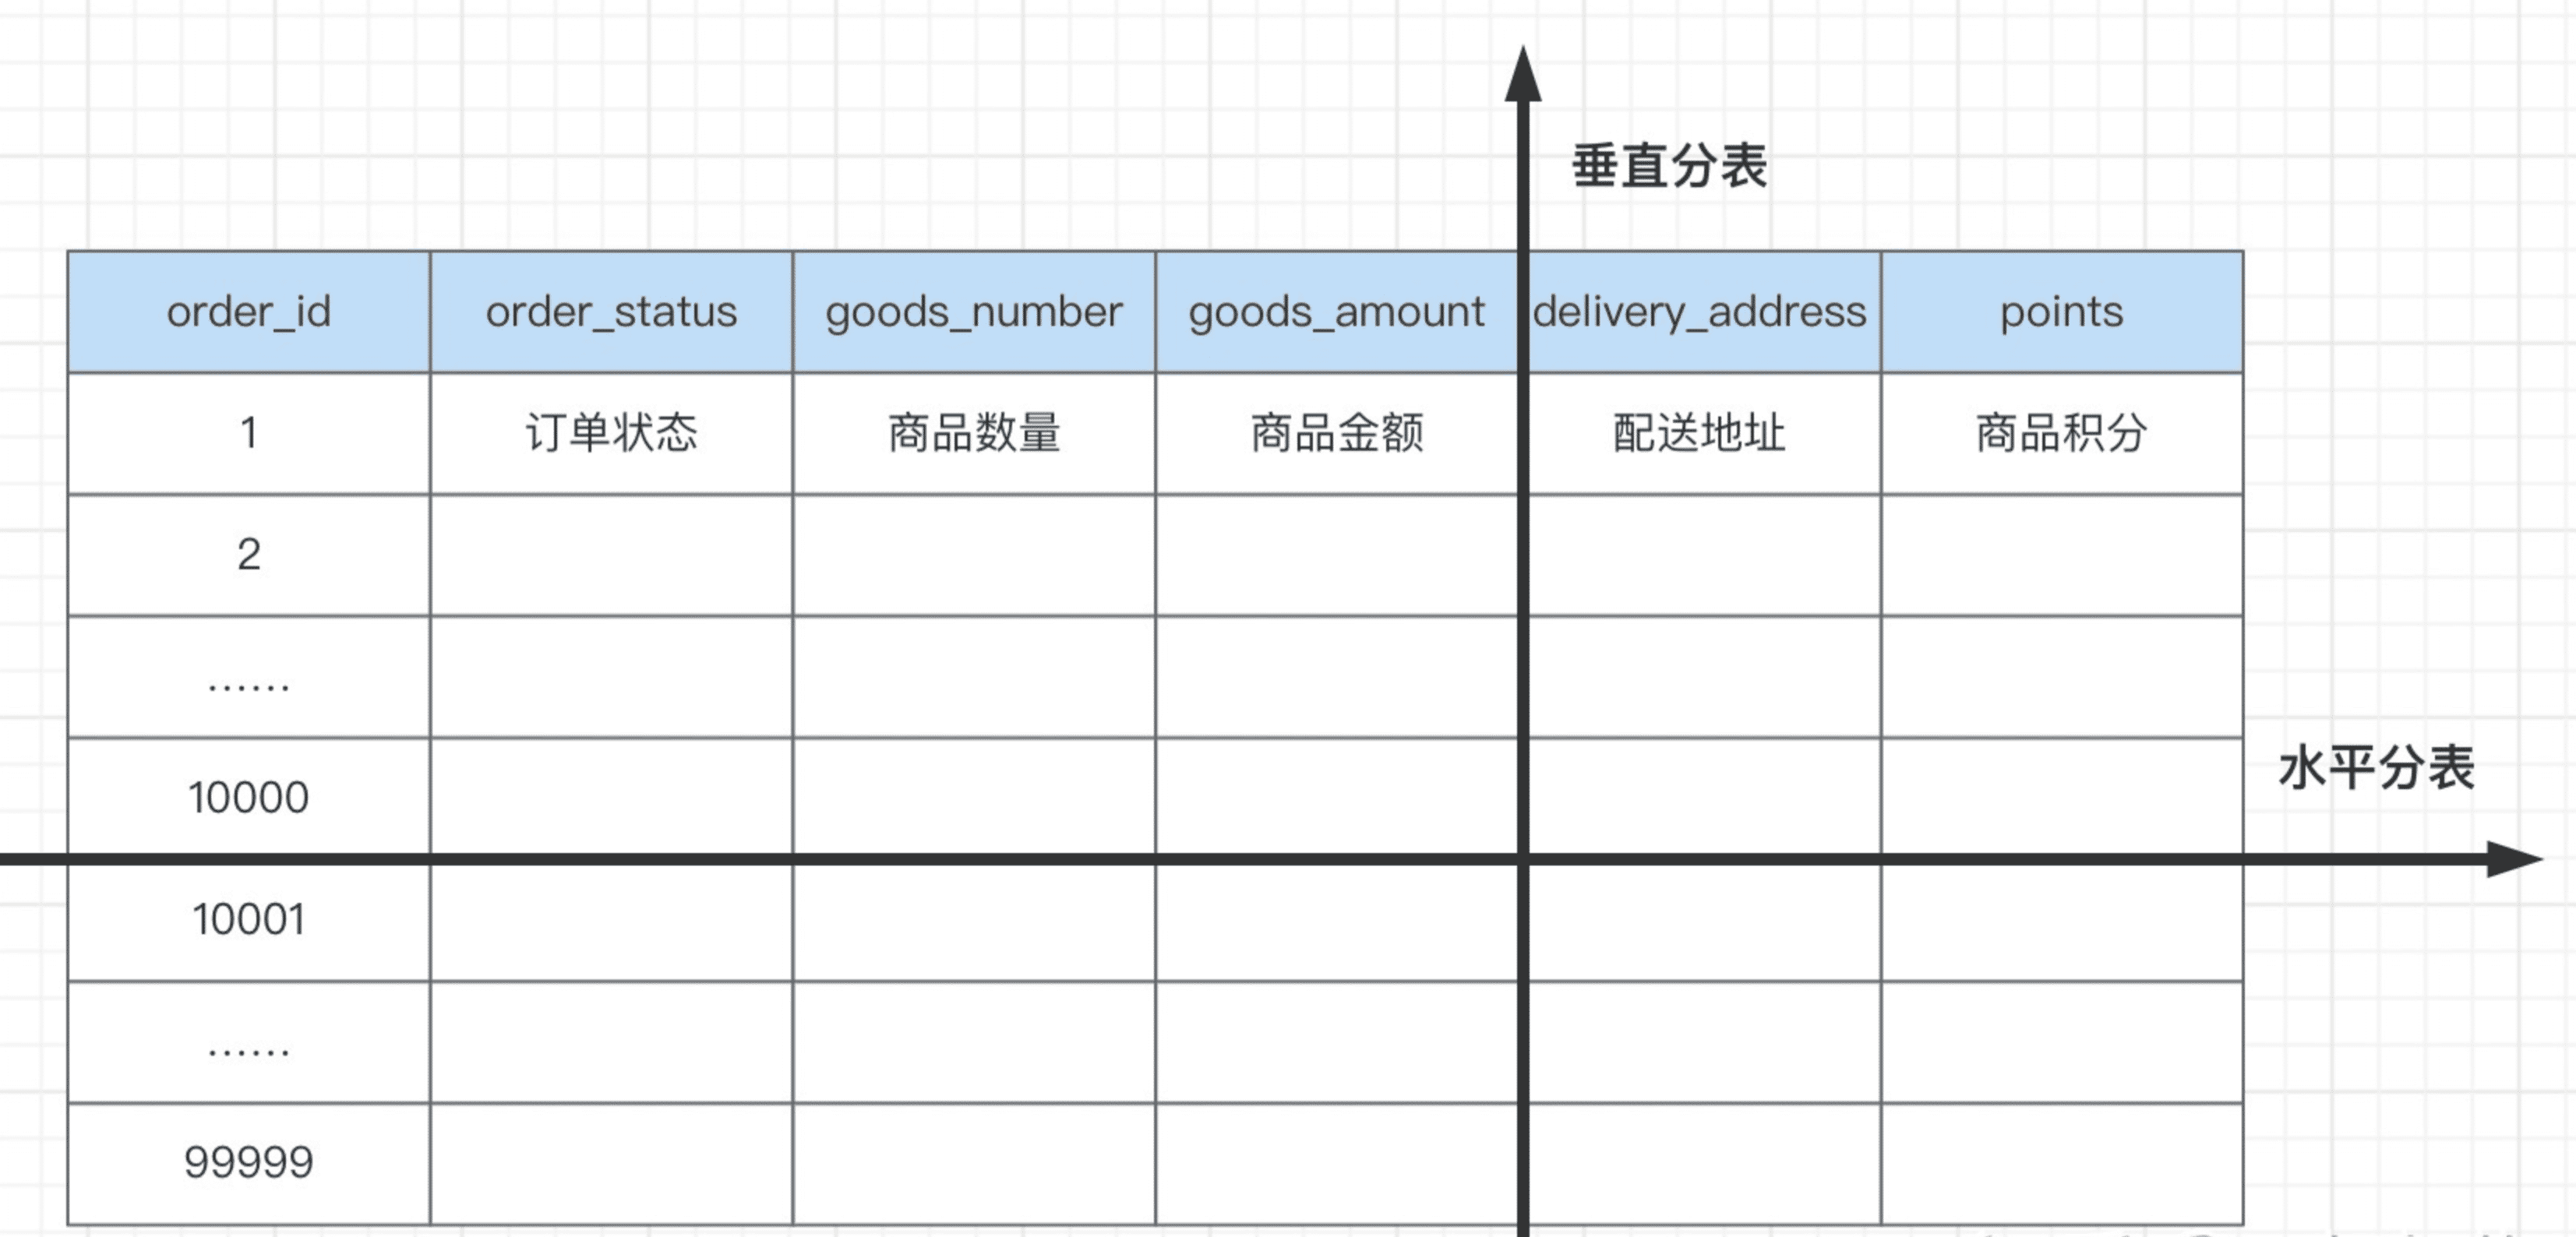 垂直分表
order_id order_status goods_number goods_amount delivery_address points
1 订单状态 商品数量 商品金额 配送地址 商品积分
2
......
10000
水平分表
10001
......
99999